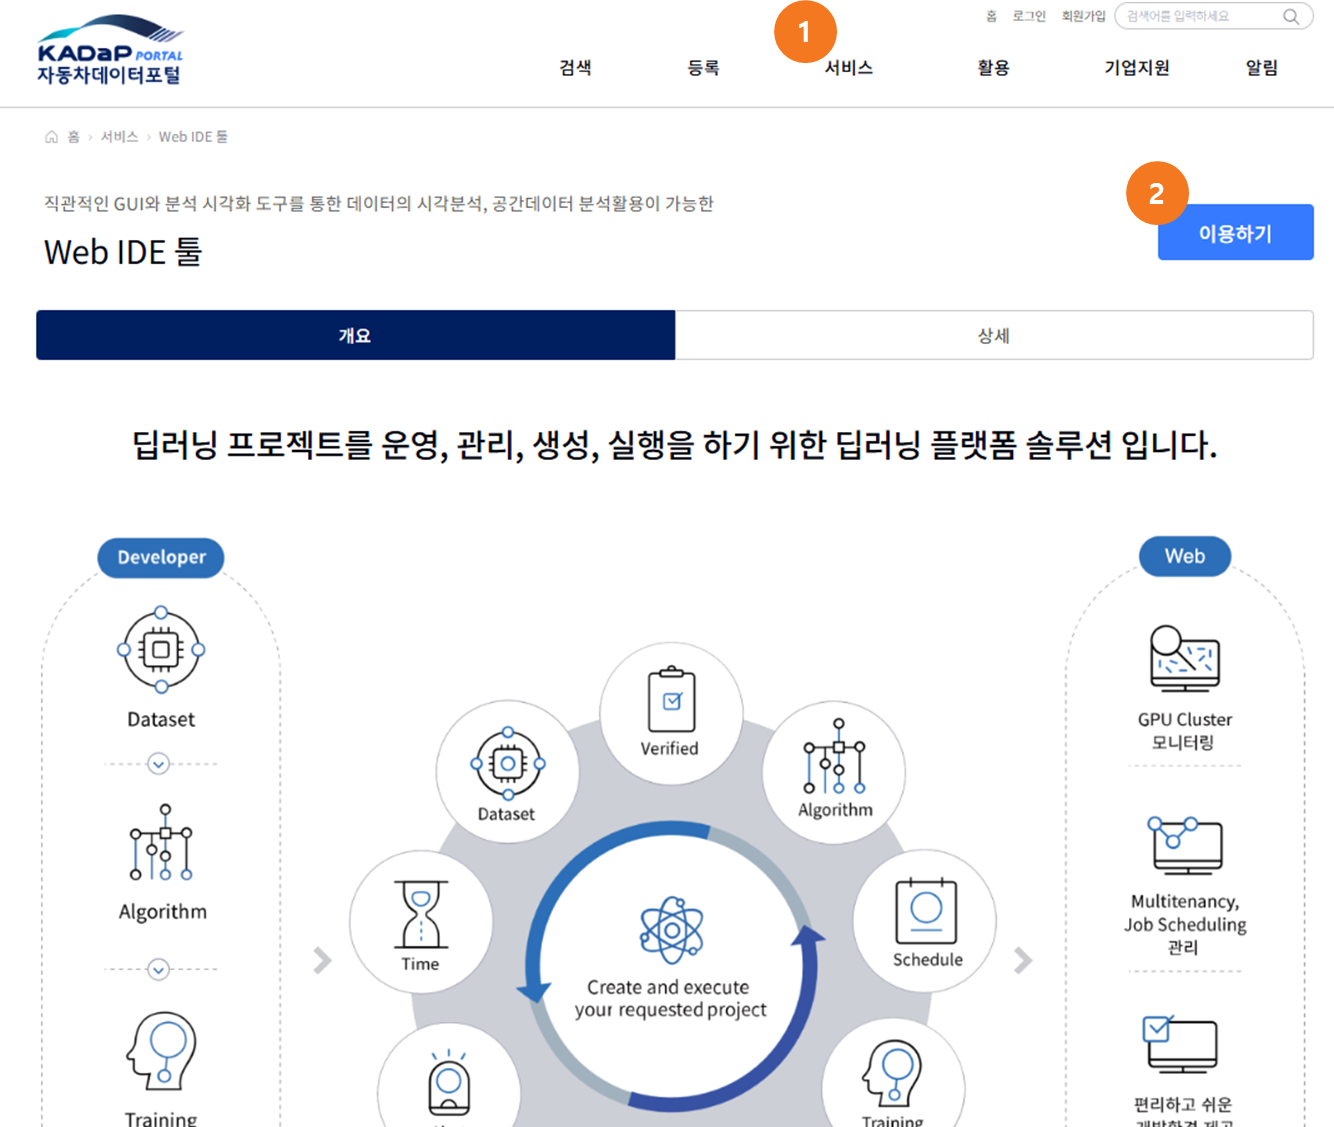 홈 로그인 회원가입 검색어를 입력하세요
KADaP PORTAL
자동차데이터포털
1
검색 등록 서비스 활용 기업지원 알림
홈 › 서비스 › Web IDE 툴
직관적인 GUI와 분석 시각화 도구를 통한 데이터의 시각분석, 공간데이터 분석활용이 가능한
Web IDE 툴
2
이용하기
개요 상세
딥러닝 프로젝트를 운영, 관리, 생성, 실행을 하기 위한 딥러닝 플랫폼 솔루션 입니다.
Developer
Dataset
Algorithm
Training
Verified
Dataset
Algorithm
Time
Schedule
Create and execute
your requested project
Training
Web
GPU Cluster
모니터링
Multitenancy,
Job Scheduling
관리
편리하고 쉬운
개발환경 제공